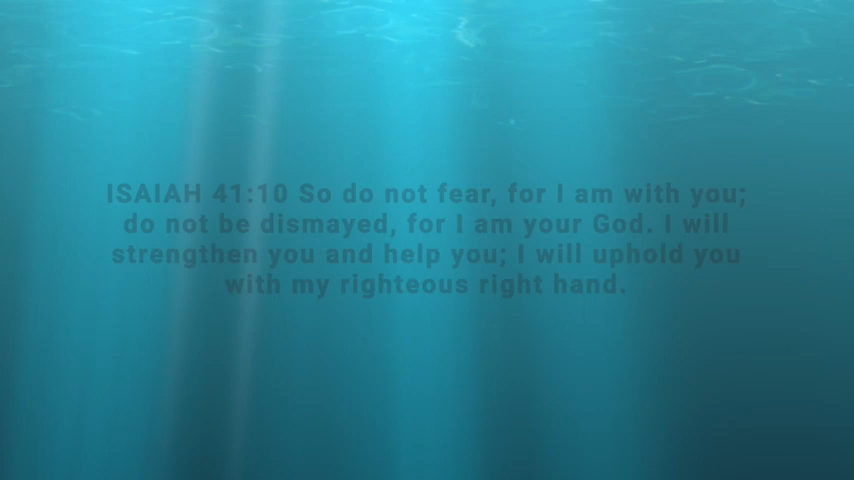 ISAIAH 41:10 So do not fear, for I am with you;
do not be dismayed, for I am your God. I will
strengthen you and help you; I will uphold you
with my righteous right hand.